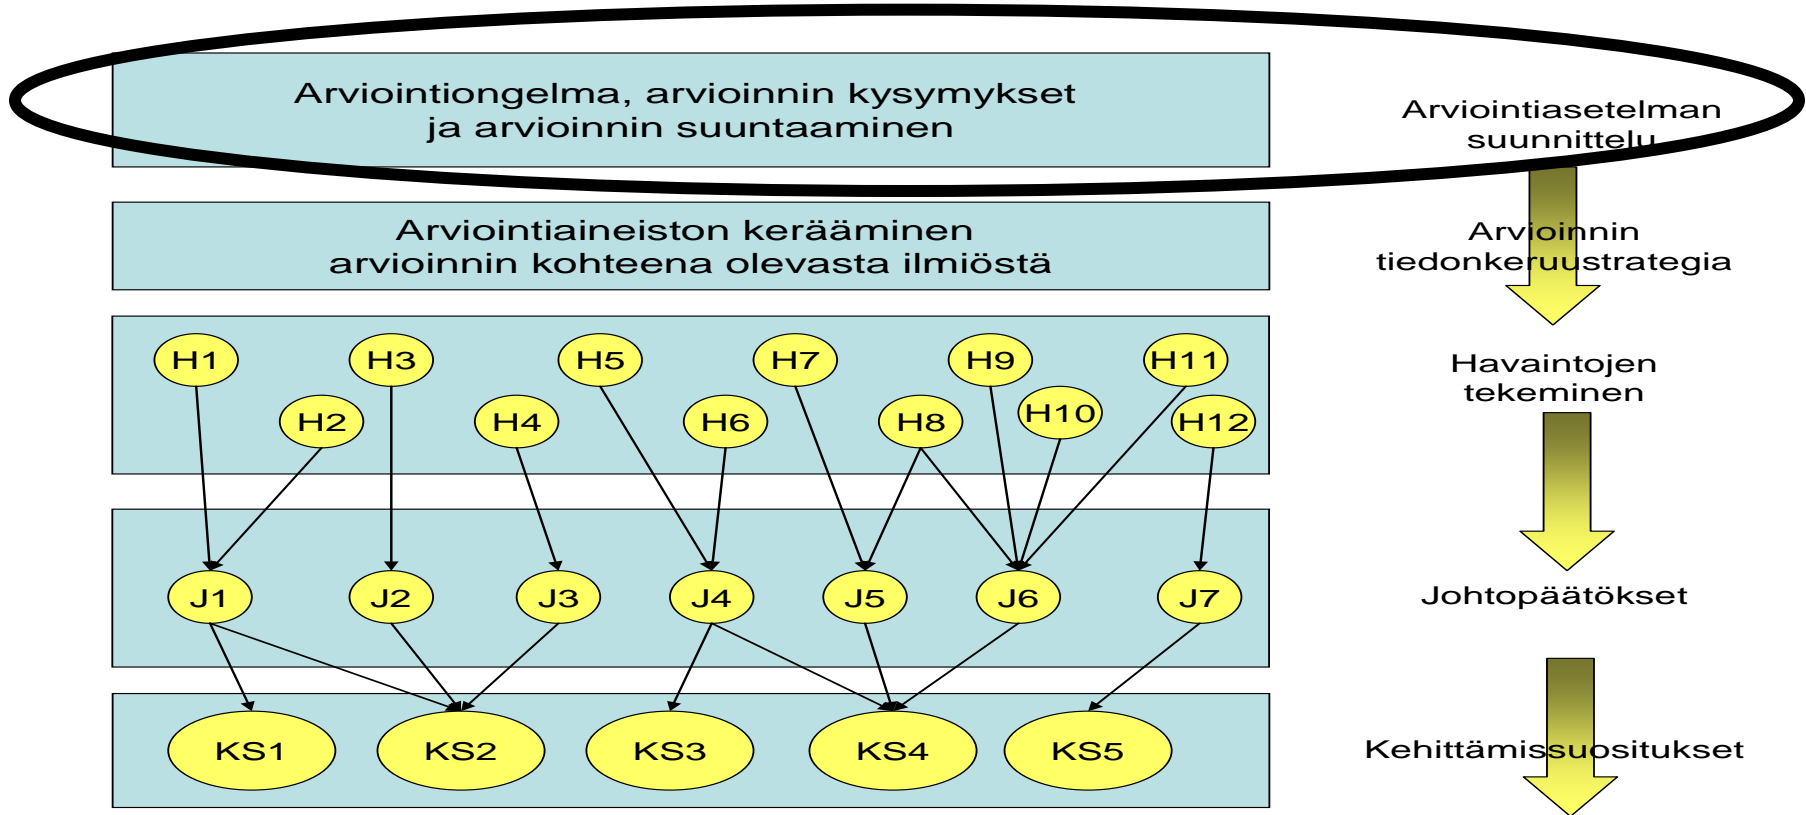 Arviointiongelma, arvioinnin kysymykset
ja arvioinnin suuntaaminen
Arviointiasetelman
suunnittelu
Arviointiaineiston kerääminen
arvioinnin kohteena olevasta ilmiöstä
Arvioinnin
tiedonkeruustrategia
H1
H3
H5
H7
H9
H11
H2
H4
H6
H8
H10
H12
Havaintojen
tekeminen
J1
J2
J3
J4
J5
J6
J7
Johtopäätökset
KS1
KS2
KS3
KS4
KS5
Kehittämissuositukset